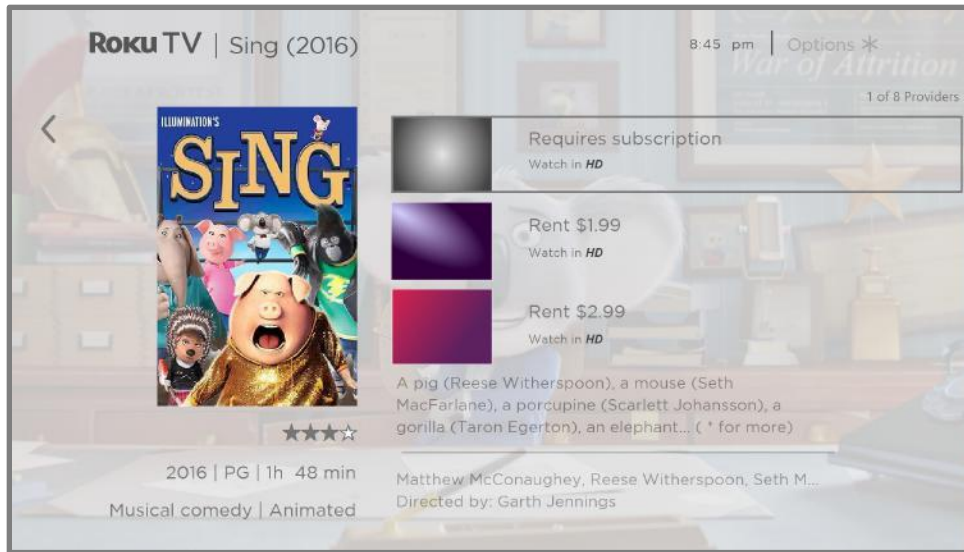 Roku TV | Sing (2016)
8:45 pm | Options *
War of Attrition
1 of 8 Providers
ILLUMINATION'S
SING
Requires subscription
Watch in HD
Rent $1.99
Watch in HD
Rent $2.99
Watch in HD
A pig (Reese Witherspoon), a mouse (Seth
MacFarlane), a porcupine (Scarlett Johansson), a
gorilla (Taron Egerton), an elephant... ( * for more)
2016 | PG | 1h 48 min
Musical comedy | Animated
Matthew McConaughey, Reese Witherspoon, Seth M...
Directed by: Garth Jennings